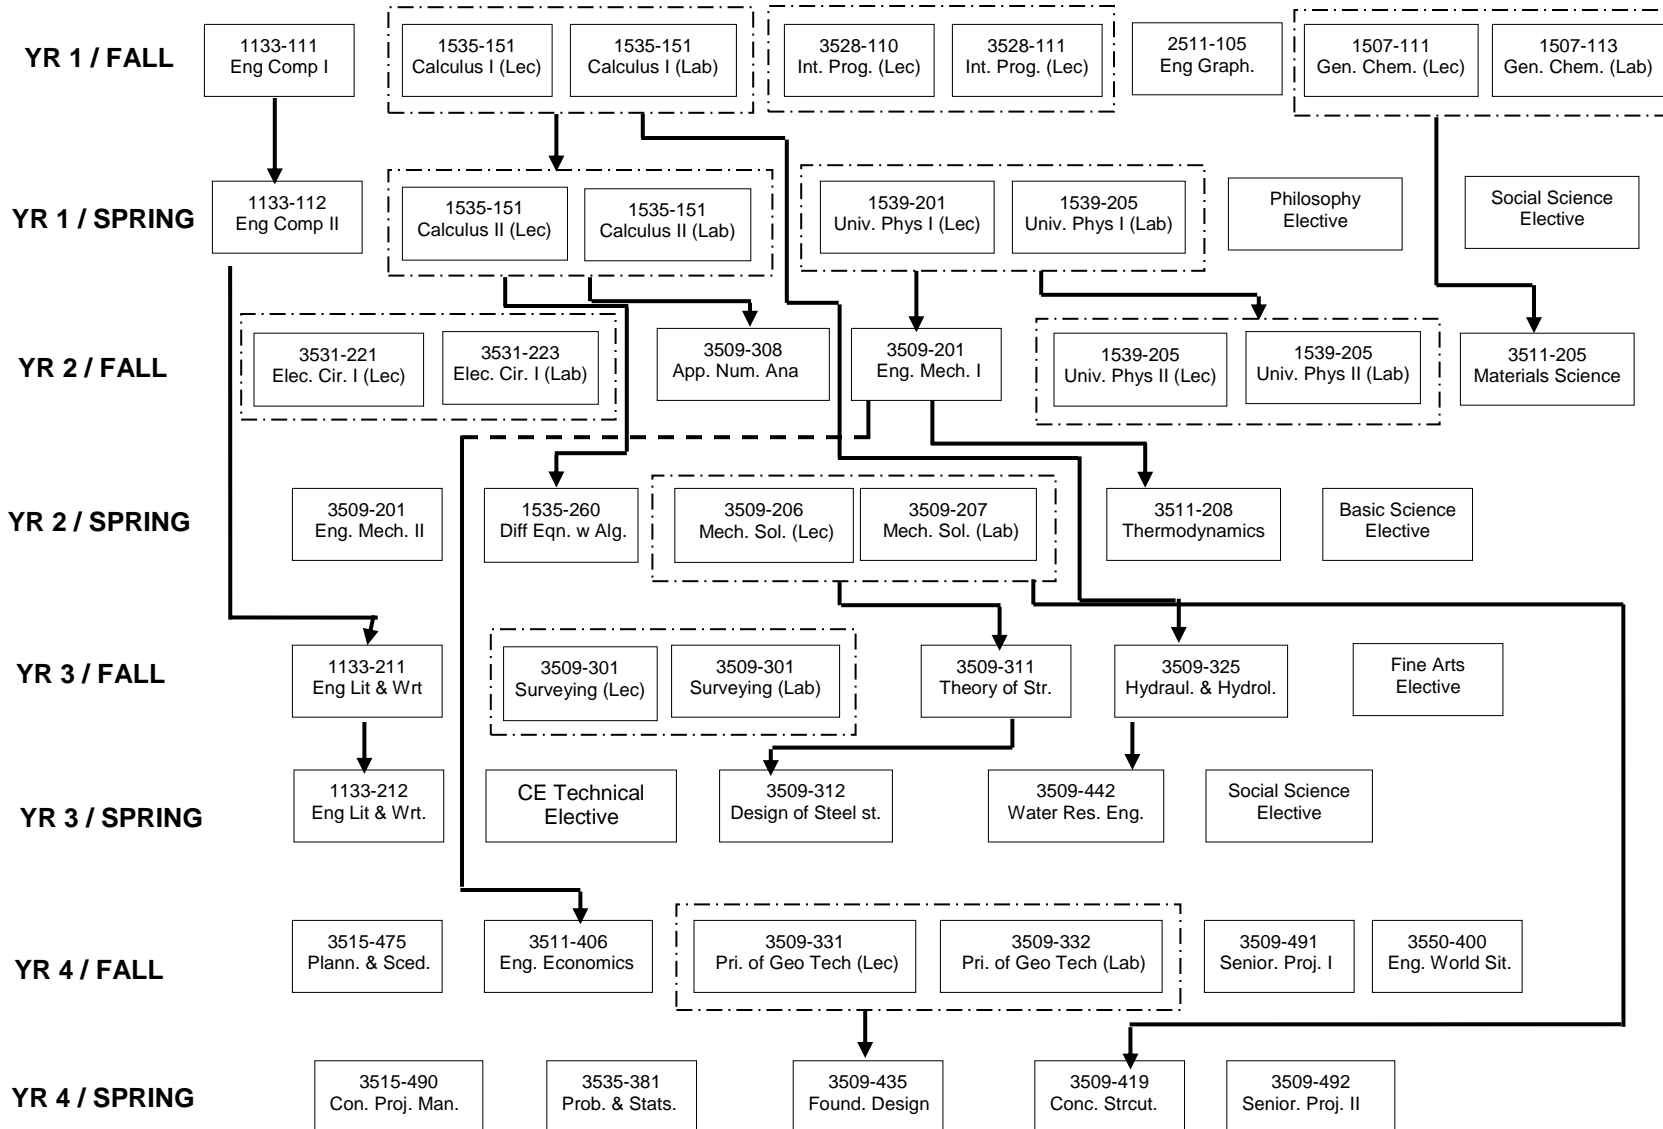 YR 1 / FALL
1133-111
Eng Comp I
1535-151
Calculus I (Lec)
1535-151
Calculus I (Lab)
3528-110
Int. Prog. (Lec)
3528-111
Int. Prog. (Lec)
2511-105
Eng Graph.
1507-111
Gen. Chem. (Lec)
1507-113
Gen. Chem. (Lab)
YR 1 / SPRING
1133-112
Eng Comp II
1535-151
Calculus II (Lec)
1535-151
Calculus II (Lab)
1539-201
Univ. Phys I (Lec)
1539-205
Univ. Phys I (Lab)
Philosophy
Elective
Social Science
Elective
YR 2 / FALL
3531-221
Elec. Cir. I (Lec)
3531-223
Elec. Cir. I (Lab)
3509-308
App. Num. Ana
3509-201
Eng. Mech. I
1539-205
Univ. Phys II (Lec)
1539-205
Univ. Phys II (Lab)
3511-205
Materials Science
YR 2 / SPRING
3509-201
Eng. Mech. II
1535-260
Diff Eqn. w Alg.
3509-206
Mech. Sol. (Lec)
3509-207
Mech. Sol. (Lab)
3511-208
Thermodynamics
Basic Science
Elective
YR 3 / FALL
1133-211
Eng Lit & Wrt
3509-301
Surveying (Lec)
3509-301
Surveying (Lab)
3509-311
Theory of Str.
3509-325
Hydraul. & Hydrol.
Fine Arts
Elective
YR 3 / SPRING
1133-212
Eng Lit & Wrt.
CE Technical
Elective
3509-312
Design of Steel st.
3509-442
Water Res. Eng.
Social Science
Elective
YR 4 / FALL
3515-475
Plann. & Sced.
3511-406
Eng. Economics
3509-331
Pri. of Geo Tech (Lec)
3509-332
Pri. of Geo Tech (Lab)
3509-491
Senior. Proj. I
3550-400
Eng. World Sit.
YR 4 / SPRING
3515-490
Con. Proj. Man.
3535-381
Prob. & Stats.
3509-435
Found. Design
3509-419
Conc. Strcut.
3509-492
Senior. Proj. II